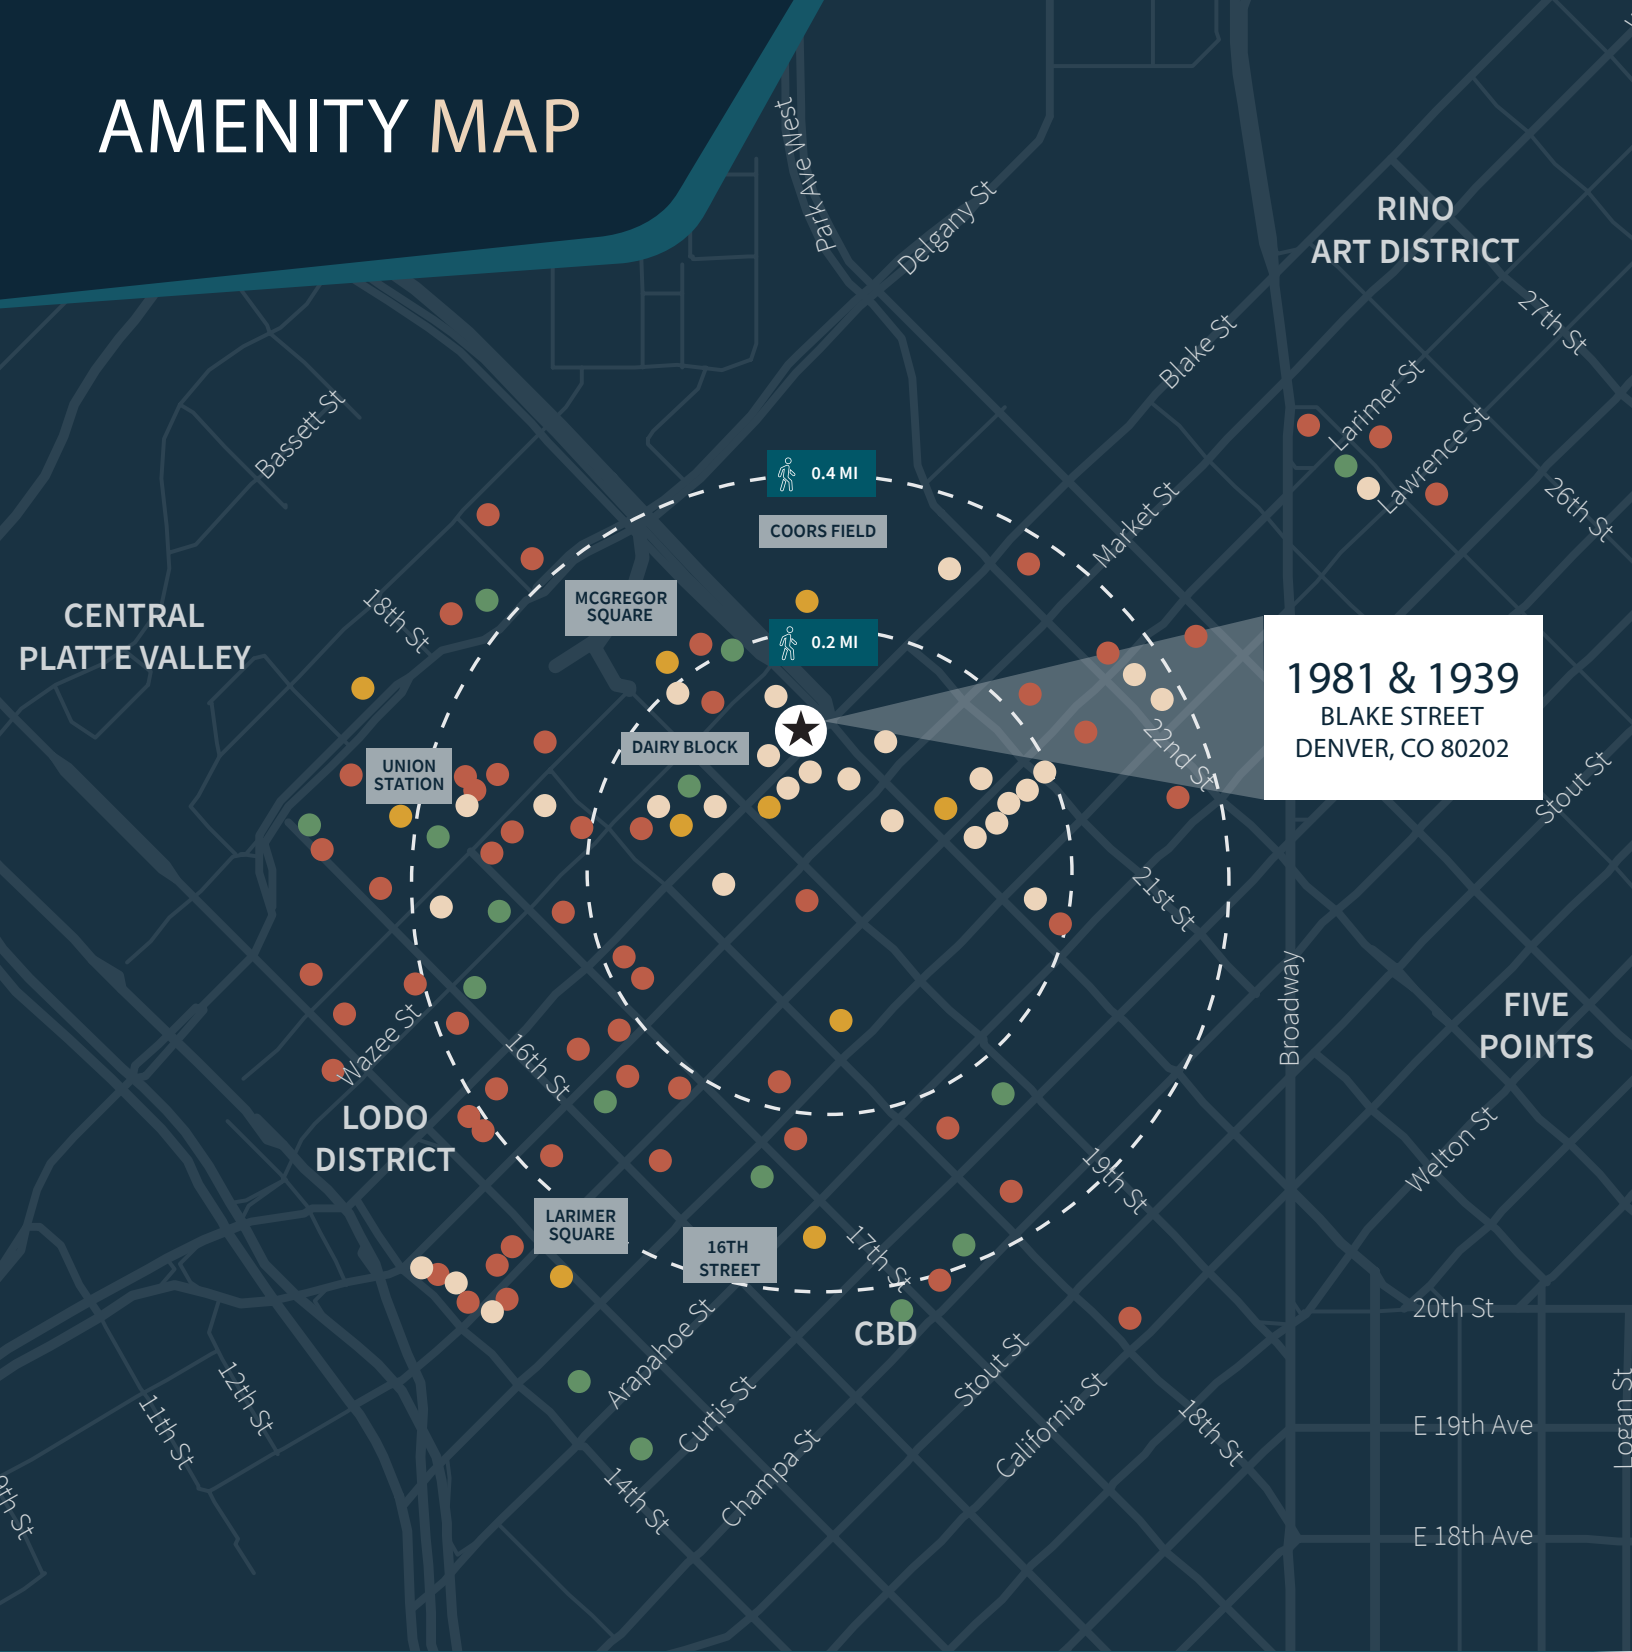 AMENITY MAP
Park Ave West
Delgany St
RINO
ART DISTRICT
27th St
Blake St
Larimer St
Lawrence St
Bassett St
0.4 MI
COORS FIELD
Market St
26th St
MCGREGOR
SQUARE
18th St
CENTRAL
PLATTE VALLEY
0.2 MI
1981 & 1939
BLAKE STREET
DENVER, CO 80202
DAIRY BLOCK
22nd St
UNION
STATION
Stout St
21st St
Broadway
FIVE
POINTS
Wazee St
16th St
LODO
DISTRICT
19th St
Welton St
LARIMER
SQUARE
16TH
STREET
17th St
20th St
CBD
Arapahoe St
Stout St
12th St
11th St
Curtis St
California St
18th St
Logan St
E 19th Ave
Champa St
14th St
E 18th Ave